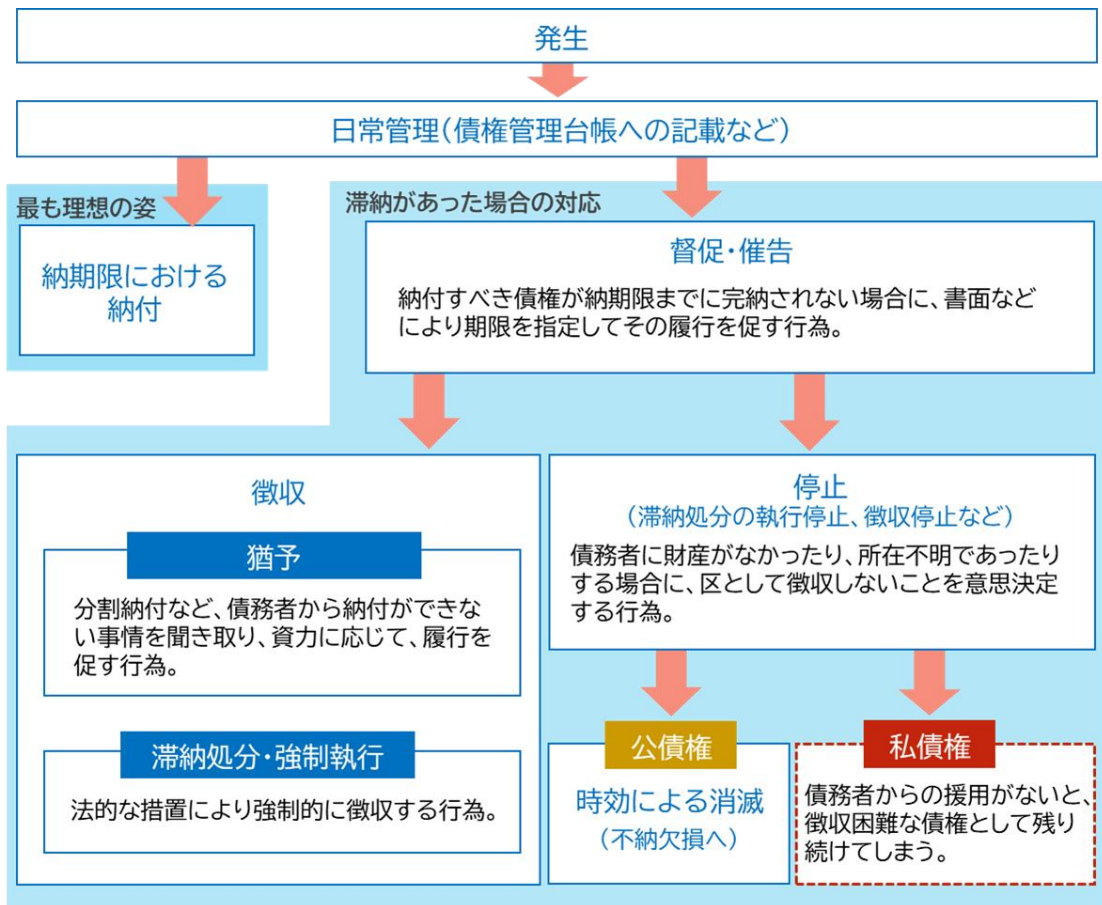 発生
日常管理(債権管理台帳への記載など)
最も理想の姿
納期限における
納付
滞納があった場合の対応
督促・催告
納付すべき債権が納期限までに完納されない場合に、書面など
により期限を指定してその履行を促す行為。
徴収
猶予
分割納付など、債務者から納付ができな
い事情を聞き取り、資力に応じて、履行を
促す行為。
滞納処分・強制執行
法的な措置により強制的に徴収する行為。
停止
(滞納処分の執行停止、徴収停止など)
債務者に財産がなかったり、所在不明であったり
する場合に、区として徴収しないことを意思決定
する行為。
公債権
時効による消滅
(不納欠損へ)
私債権
債務者からの援用がないと、
徴収困難な債権として残り
続けてしまう。